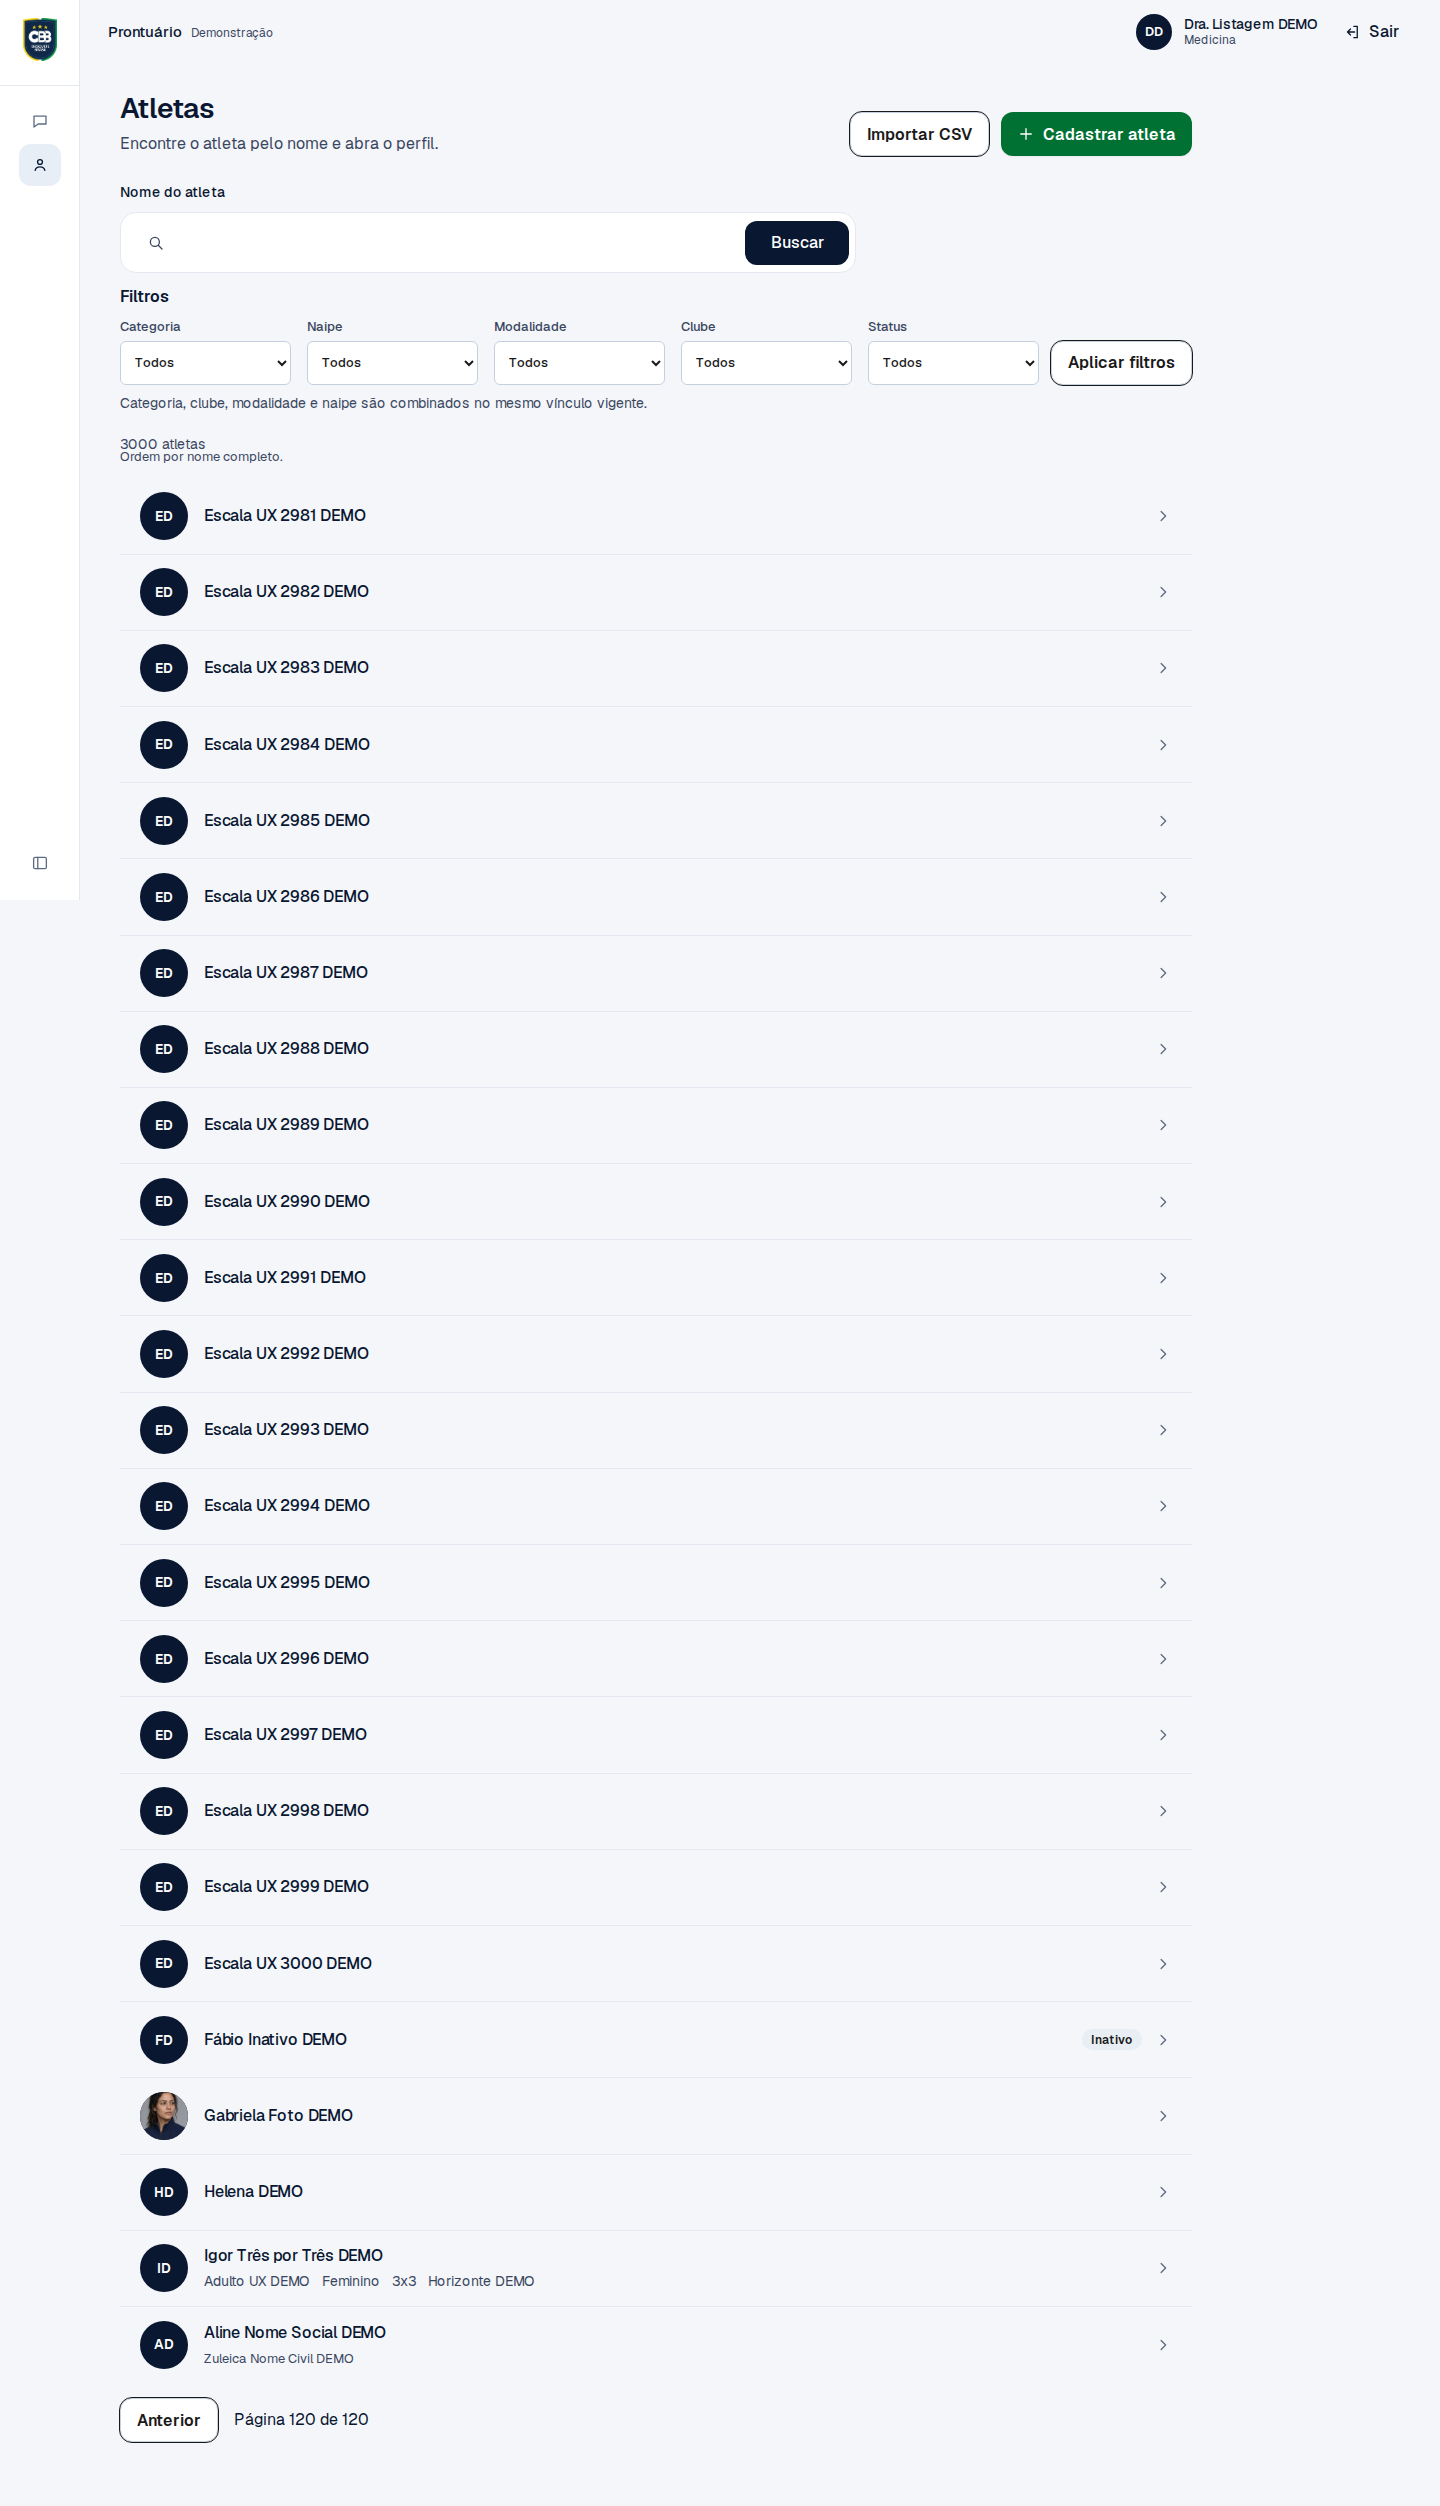 CBB
Prontuário Demonstração
DD
Dra. Listagem DEMO
Medicina
Sair
Atletas
Encontre o atleta pelo nome e abra o perfil.
Importar CSV
Cadastrar atleta
Nome do atleta
Buscar
Filtros
Categoria Naipe Modalidade Clube Status
Todos Todos Todos Todos Todos Aplicar filtros
Categoria, clube, modalidade e naipe são combinados no mesmo vínculo vigente.
3000 atletas
Ordem por nome completo.
ED Escala UX 2981 DEMO
ED Escala UX 2982 DEMO
ED Escala UX 2983 DEMO
ED Escala UX 2984 DEMO
ED Escala UX 2985 DEMO
ED Escala UX 2986 DEMO
ED Escala UX 2987 DEMO
ED Escala UX 2988 DEMO
ED Escala UX 2989 DEMO
ED Escala UX 2990 DEMO
ED Escala UX 2991 DEMO
ED Escala UX 2992 DEMO
ED Escala UX 2993 DEMO
ED Escala UX 2994 DEMO
ED Escala UX 2995 DEMO
ED Escala UX 2996 DEMO
ED Escala UX 2997 DEMO
ED Escala UX 2998 DEMO
ED Escala UX 2999 DEMO
ED Escala UX 3000 DEMO
FD Fábio Inativo DEMO Inativo
Gabriela Foto DEMO
HD Helena DEMO
ID Igor Três por Três DEMO
Adulto UX DEMO Feminino 3x3 Horizonte DEMO
AD Aline Nome Social DEMO
Zuleica Nome Civil DEMO
Anterior Página 120 de 120